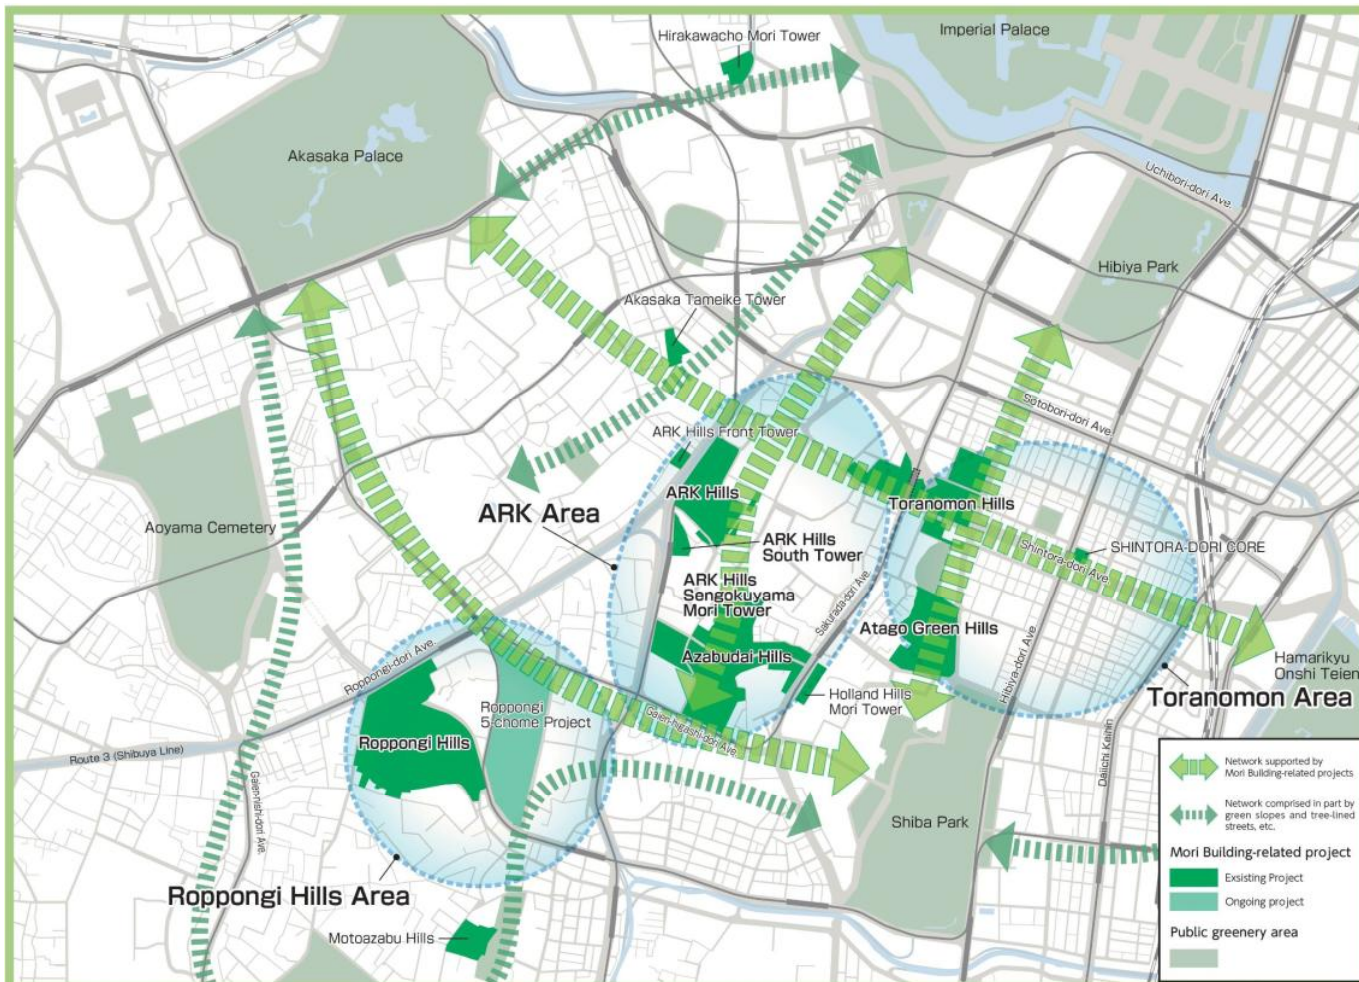 Hirakawacho Mori Tower
Imperial Palace
Akasaka Palace
Uchibori-dori Ave.
Hibiya Park
Akasaka Tameike Tower
Sotobori-dori Ave.
ARK Hills Front Tower
ARK Hills
Toranomon Hills
ARK Area
Aoyama Cemetery
ARK Hills
South Tower
SHINTORA-DORI CORE
Shintora-dori Ave.
ARK Hills
Sengokuyama
Mori Tower
Sakurada-dori Ave.
Atago Green Hills
Azabudai Hills
Hibiya-dori Ave.
Hamarikyu
Onshi Teien
Roppongi-dori Ave.
Holland Hills
Mori Tower
Toranomon Area
Roppongi
5-chome Project
Gaien-higashi-dori Ave.
Roppongi Hills
Route 3 (Shibuya Line)
Daiichi Keihin
Gaien-nishi-dori Ave.
Shiba Park
Roppongi Hills Area
Motoazabu Hills
Network supported by
Mori Building-related projects
Network comprised in part by
green slopes and tree-lined
streets, etc.
Mori Building-related project
Exsisting Project
Ongoing project
Public greenery area